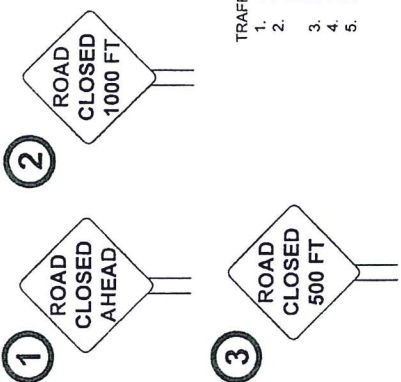 1
ROAD
CLOSED
AHEAD
2
ROAD
CLOSED
1000 FT
3
ROAD
CLOSED
500 FT
TRAFF
1.
2.
3.
4.
5.